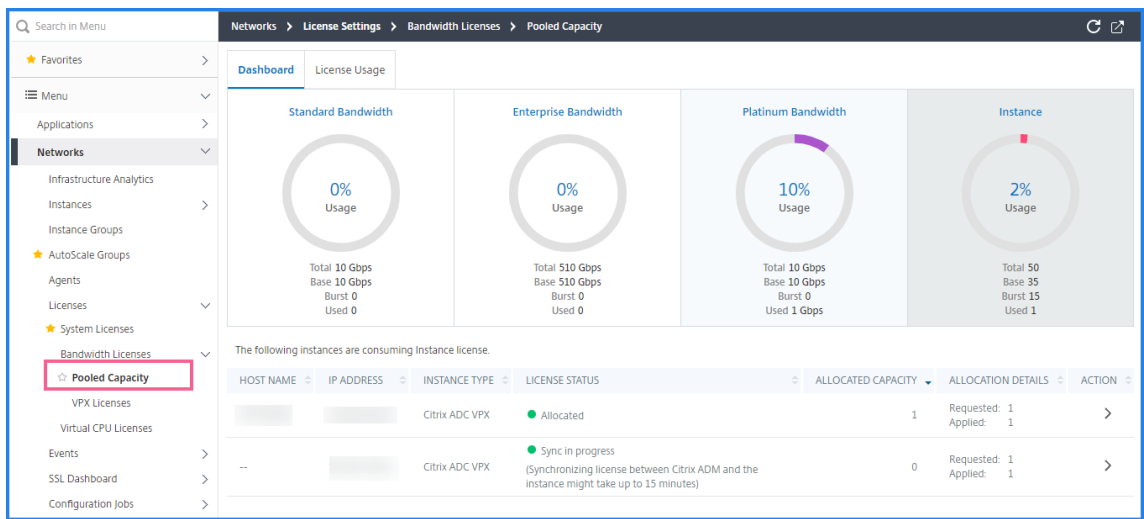 Search in Menu
Favorites
Menu
Applications
Networks
Infrastructure Analytics
Instances
Instance Groups
AutoScale Groups
Agents
Licenses
System Licenses
Bandwidth Licenses
Pooled Capacity
VPX Licenses
Virtual CPU Licenses
Events
SSL Dashboard
Configuration Jobs
Networks > License Settings > Bandwidth Licenses > Pooled Capacity
Dashboard License Usage
Standard Bandwidth
0%
Usage
Total 10 Gbps
Base 10 Gbps
Burst 0
Used 0
Enterprise Bandwidth
0%
Usage
Total 510 Gbps
Base 510 Gbps
Burst 0
Used 0
Platinum Bandwidth
10%
Usage
Total 10 Gbps
Base 10 Gbps
Burst 0
Used 1 Gbps
Instance
2%
Usage
Total 50
Base 35
Burst 15
Used 1
The following instances are consuming Instance license.
HOST NAME IP ADDRESS INSTANCE TYPE LICENSE STATUS ALLOCATED CAPACITY ALLOCATION DETAILS ACTION
Citrix ADC VPX Allocated 1 Requested: 1
Applied: 1
-- Citrix ADC VPX Sync in progress
(Synchronizing license between Citrix ADM and the
instance might take up to 15 minutes)
0 Requested: 1
Applied: 1